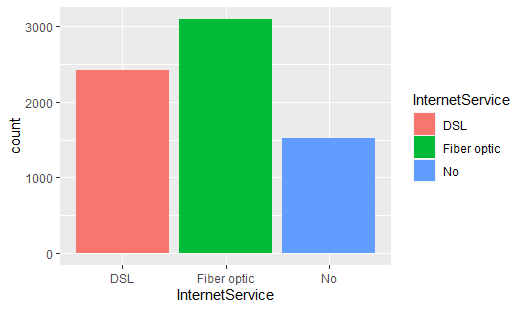 3000
2000
1000
0
count
DSL
Fiber optic
No
InternetService
InternetService
DSL
Fiber optic
No